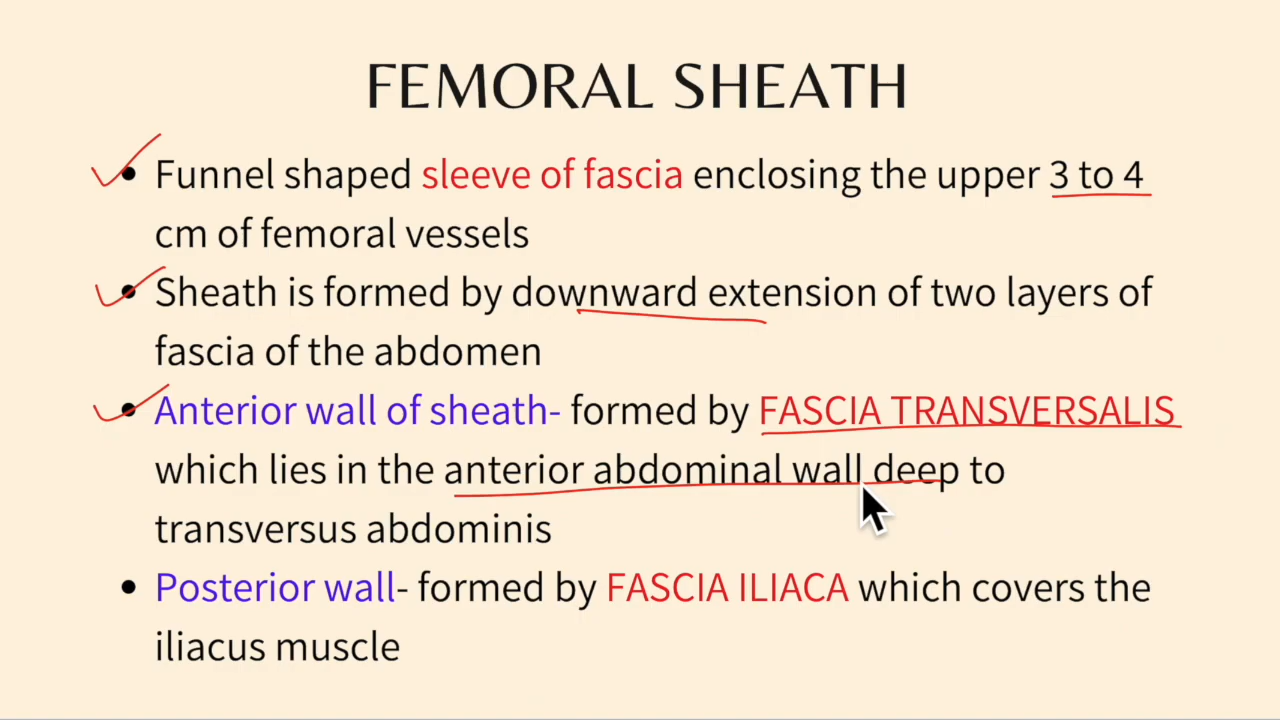 FEMORAL SHEATH
• Funnel shaped sleeve of fascia enclosing the upper 3 to 4
cm of femoral vessels
• Sheath is formed by downward extension of two layers of
fascia of the abdomen
• Anterior wall of sheath- formed by FASCIA TRANSVERSALIS
which lies in the anterior abdominal wall deep to
transversus abdominis
• Posterior wall- formed by FASCIA ILIACA which covers the
iliacus muscle